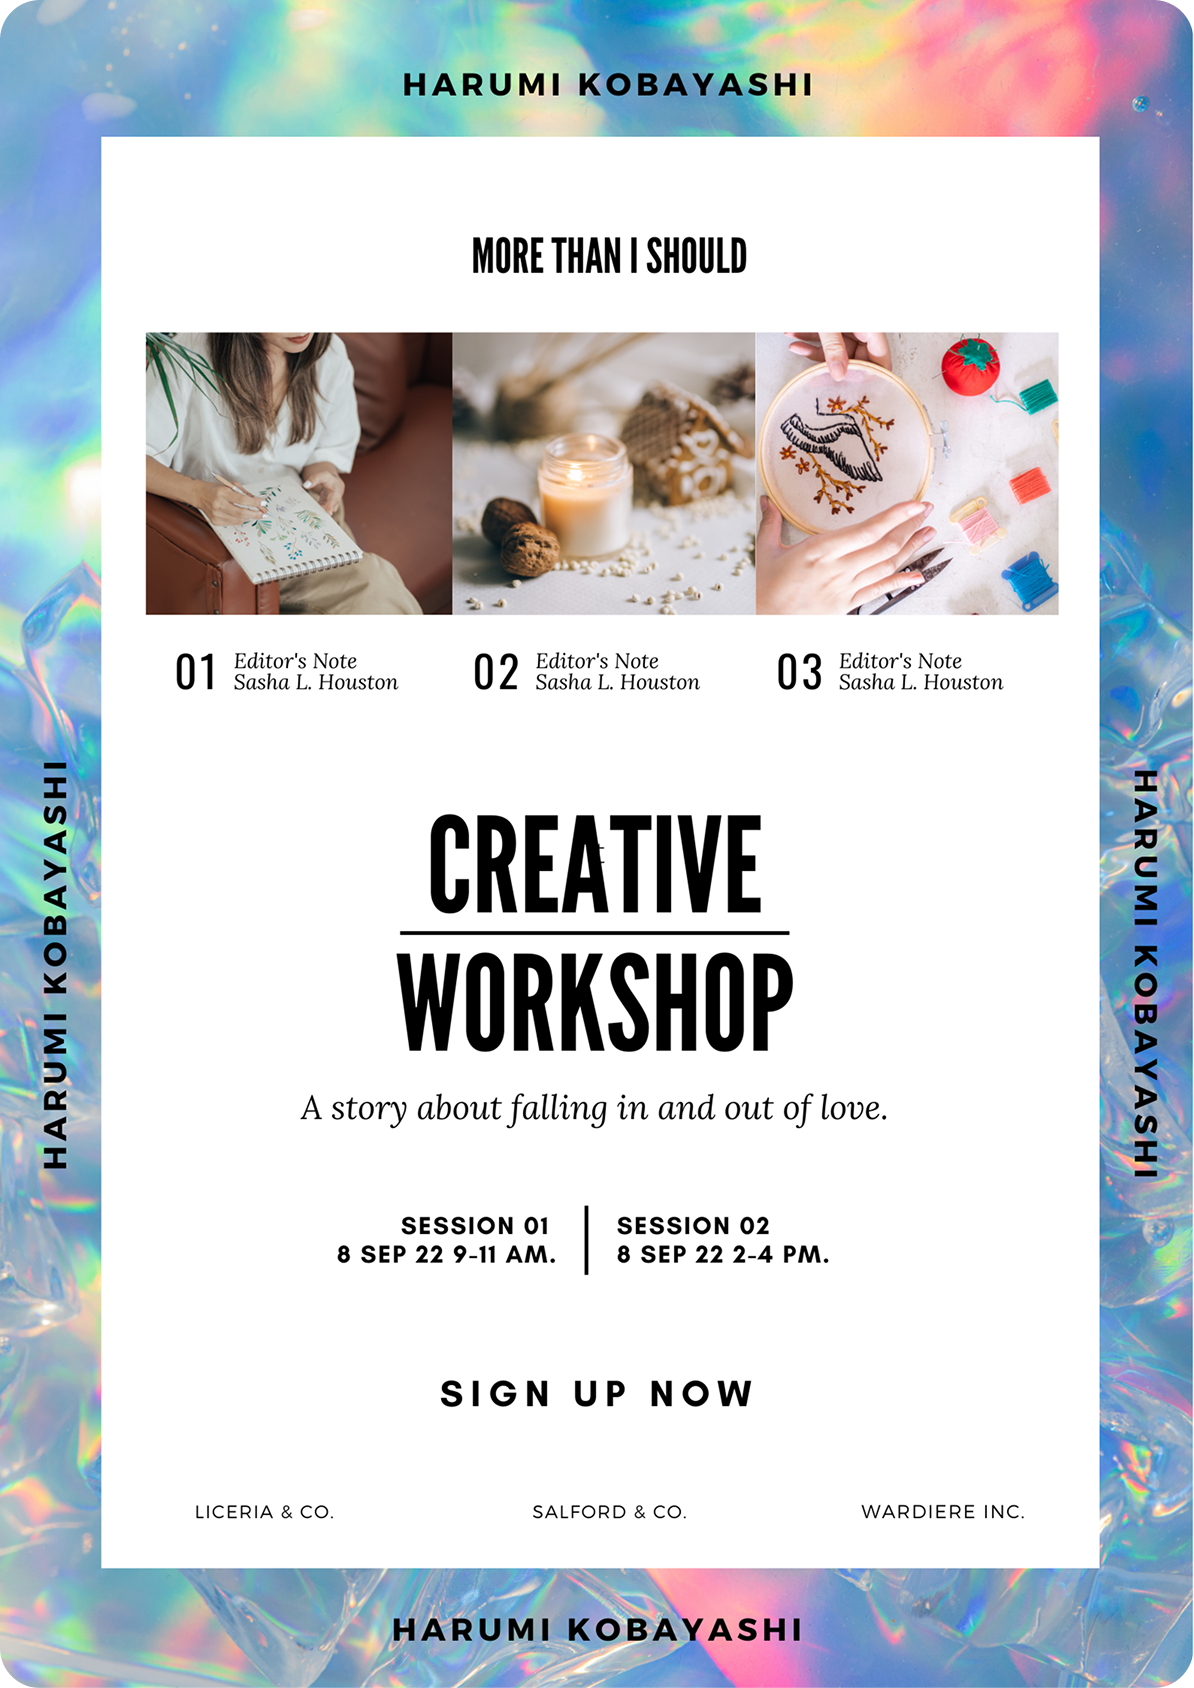 HARUMI KOBAYASHI
MORE THAN I SHOULD
01 Editor's Note
Sasha L. Houston
02 Editor's Note
Sasha L. Houston
03 Editor's Note
Sasha L. Houston
HARUMI KOBAYASHI
HARUMI KOBAYASHI
CREATIVE
WORKSHOP
A story about falling in and out of love.
SESSION 01
8 SEP 22 9-11 AM.
SESSION 02
8 SEP 22 2-4 PM.
SIGN UP NOW
LICERIA & CO.
SALFORD & CO.
WARDIERE INC.
HARUMI KOBAYASHI